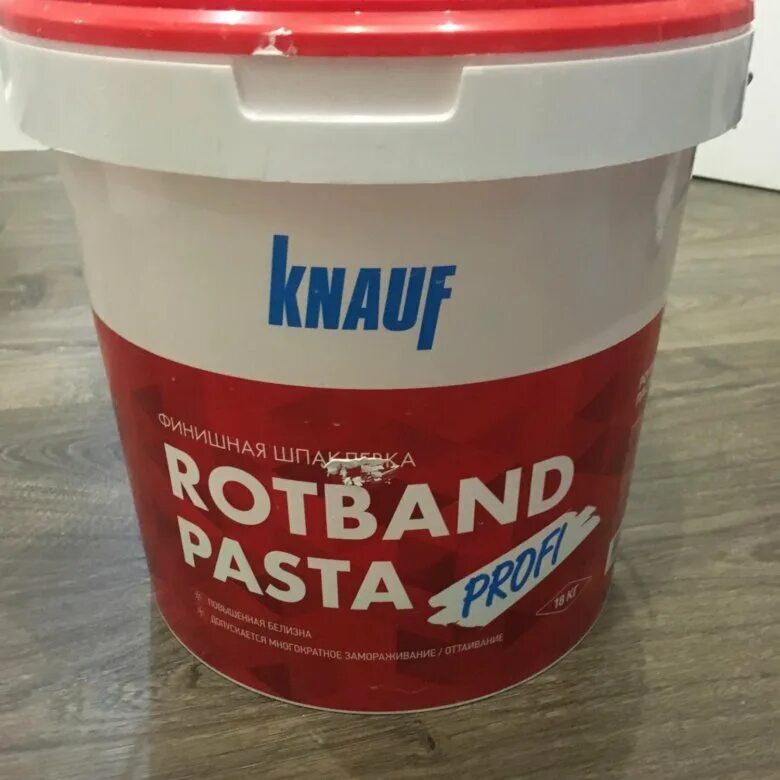 KNAUF
ФИНИШНАЯ ШПАКЛЕВКА
ROTBAND
PASTA
PROFI
18 КГ
ПОВЫШЕННАЯ БЕЛИЗНА
ДОПУСКАЕТСЯ МНОГОКРАТНОЕ ЗАМОРАЖИВАНИЕ / ОТТАИВАНИЕ